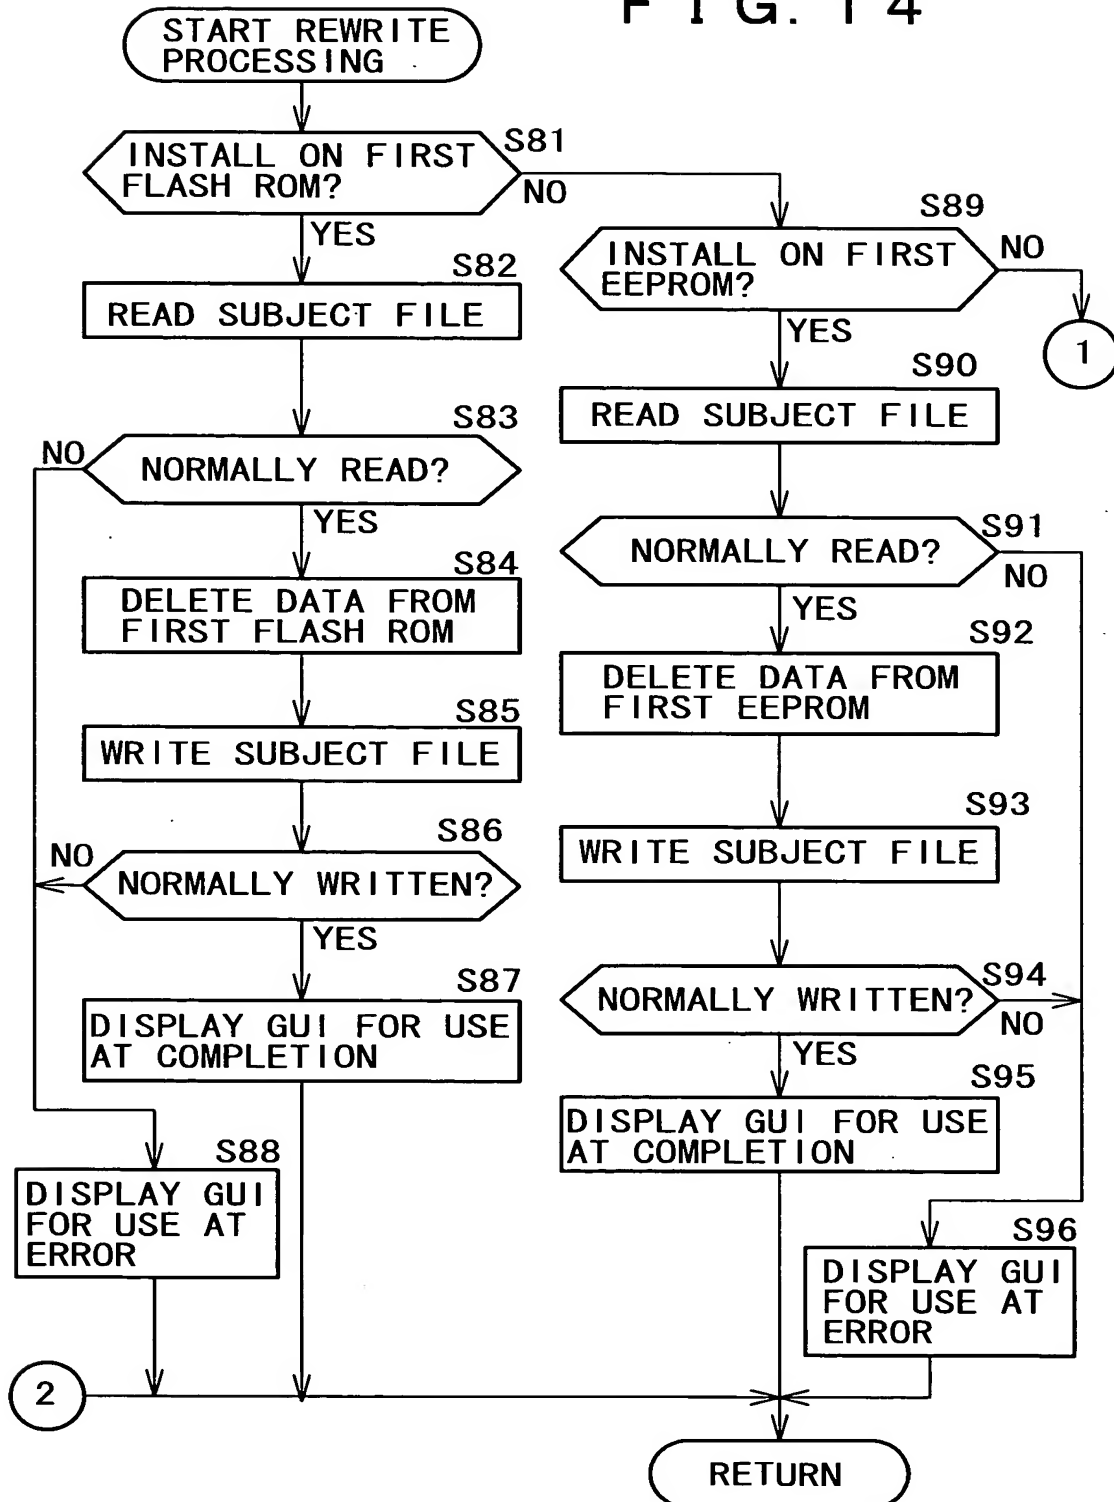 FIG. 14
START REWRITE
PROCESSING
S81
INSTALL ON FIRST
FLASH ROM?
NO
YES
S82
READ SUBJECT FILE
S83
NO
NORMALLY READ?
YES
S84
DELETE DATA FROM
FIRST FLASH ROM
S85
WRITE SUBJECT FILE
S86
NO
NORMALLY WRITTEN?
YES
S87
DISPLAY GUI FOR USE
AT COMPLETION
S88
DISPLAY GUI
FOR USE AT
ERROR
2
S89
INSTALL ON FIRST
EEPROM?
NO
1
YES
S90
READ SUBJECT FILE
S91
NORMALLY READ?
NO
YES
S92
DELETE DATA FROM
FIRST EEPROM
S93
WRITE SUBJECT FILE
S94
NORMALLY WRITTEN?
NO
YES
S95
DISPLAY GUI FOR USE
AT COMPLETION
S96
DISPLAY GUI
FOR USE AT
ERROR
RETURN